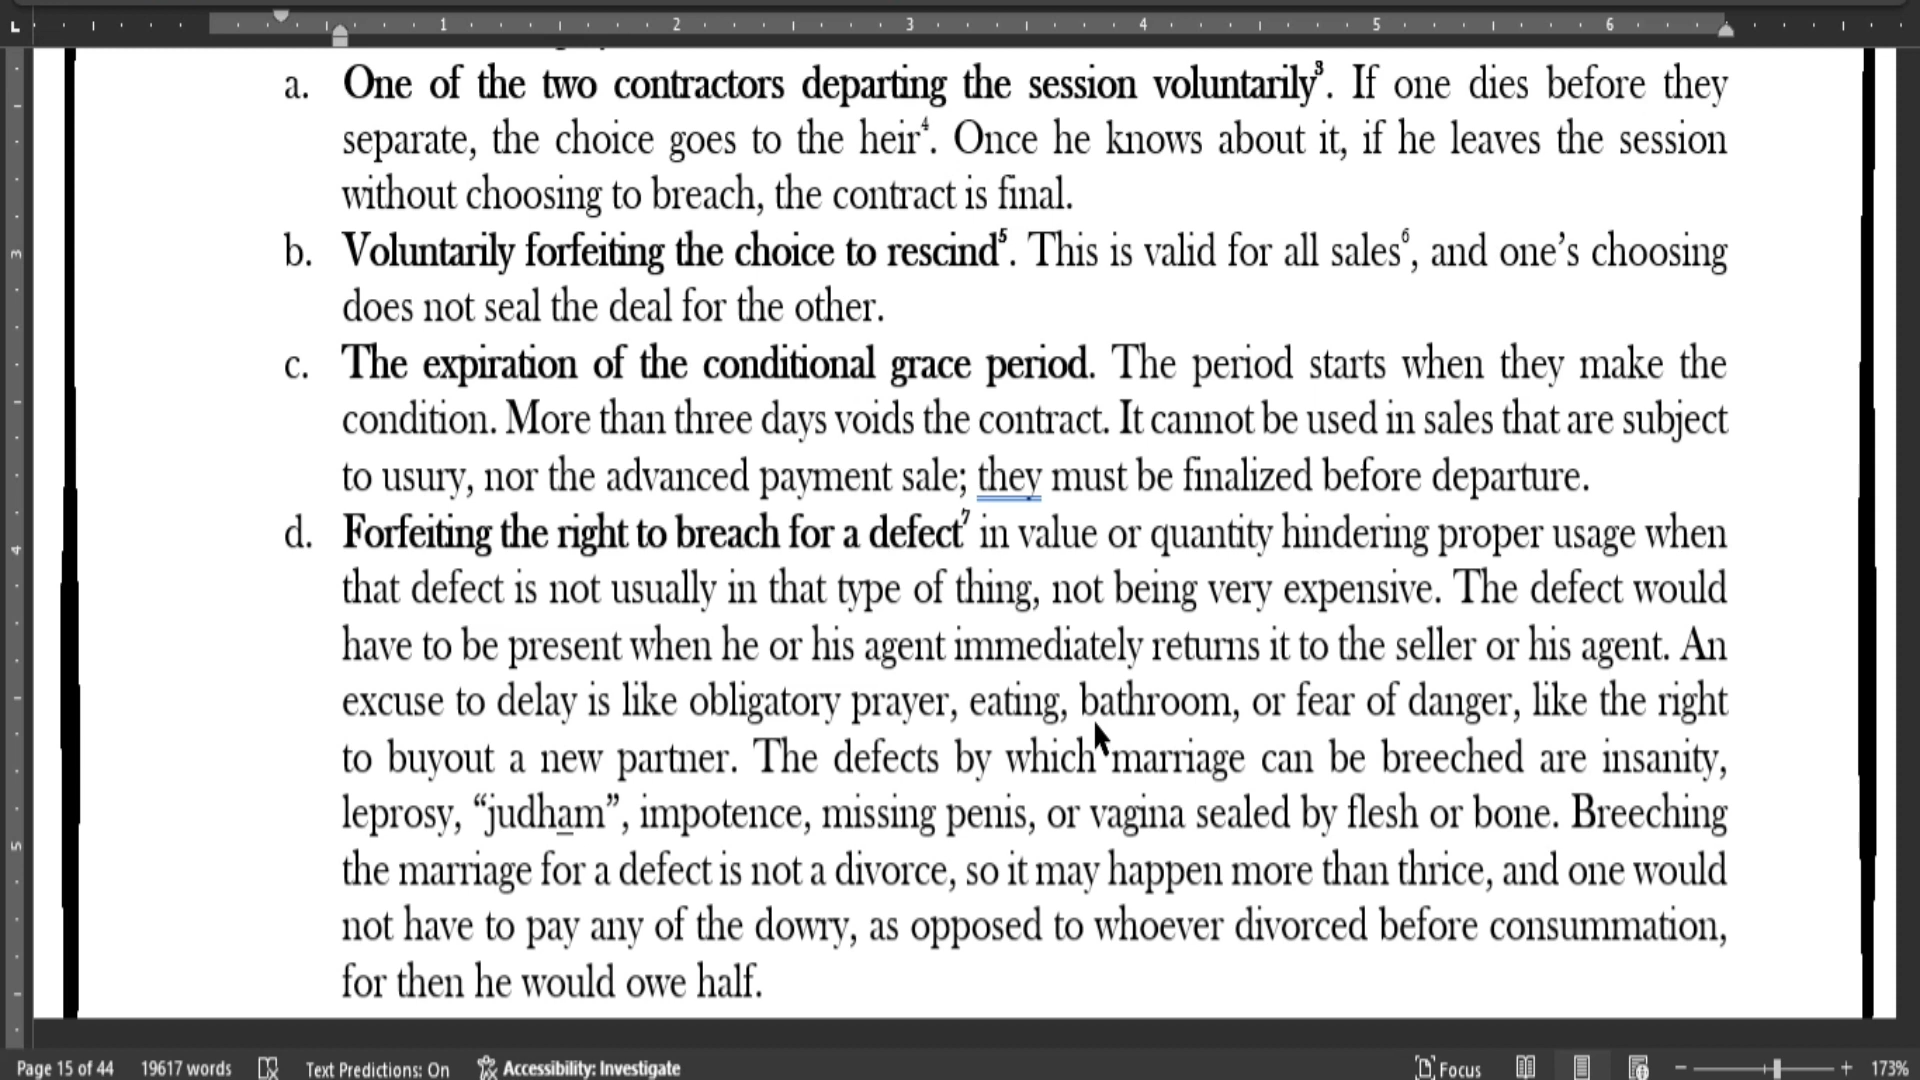 L 1 2 3 4 5 6
a. One of the two contractors departing the session voluntarily³. If one dies before they
separate, the choice goes to the heir⁴. Once he knows about it, if he leaves the session
without choosing to breach, the contract is final.
b. Voluntarily forfeiting the choice to rescind⁵. This is valid for all sales⁶, and one’s choosing
does not seal the deal for the other.
c. The expiration of the conditional grace period. The period starts when they make the
condition. More than three days voids the contract. It cannot be used in sales that are subject
to usury, nor the advanced payment sale; they must be finalized before departure.
d. Forfeiting the right to breach for a defect⁷ in value or quantity hindering proper usage when
that defect is not usually in that type of thing, not being very expensive. The defect would
have to be present when he or his agent immediately returns it to the seller or his agent. An
excuse to delay is like obligatory prayer, eating, bathroom, or fear of danger, like the right
to buyout a new partner. The defects by which marriage can be breeched are insanity,
leprosy, “judham”, impotence, missing penis, or vagina sealed by flesh or bone. Breeching
the marriage for a defect is not a divorce, so it may happen more than thrice, and one would
not have to pay any of the dowry, as opposed to whoever divorced before consummation,
for then he would owe half.
3
4
5
Page 15 of 44 19617 words Text Predictions: On Accessibility: Investigate Focus 173%